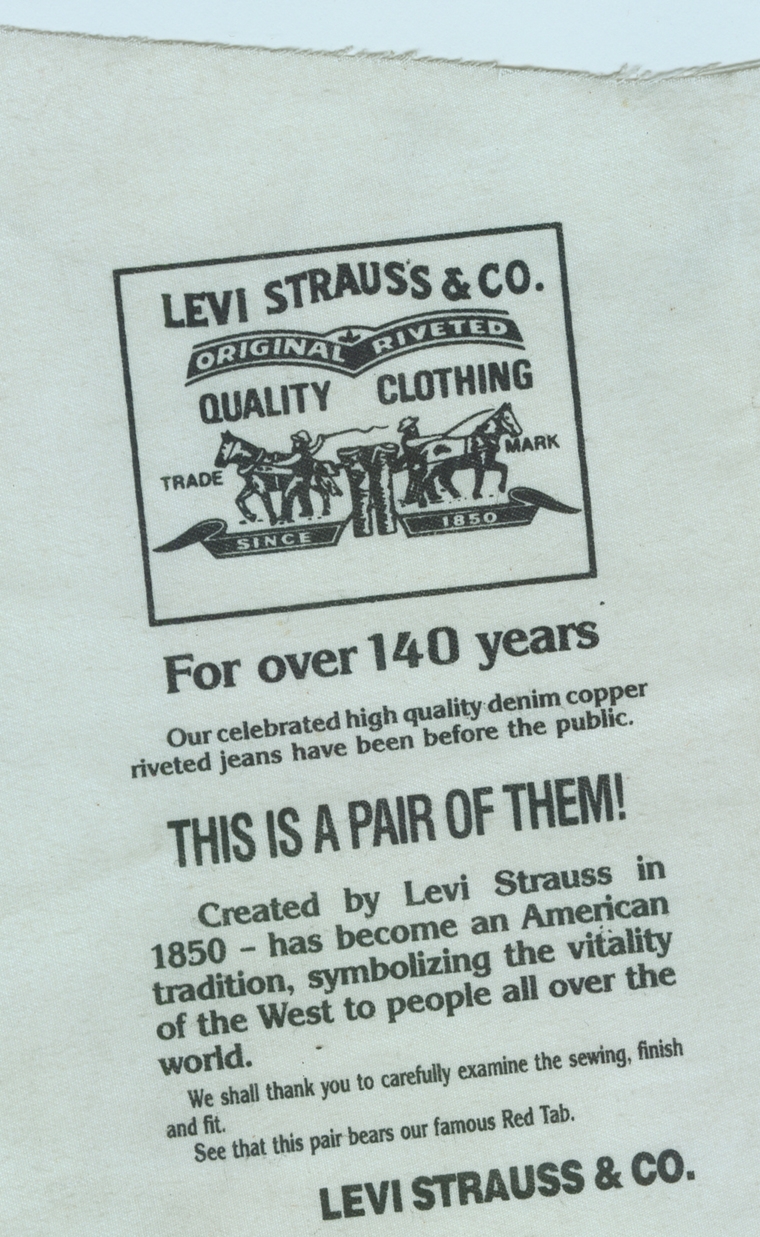 LEVI STRAUSS & CO.
ORIGINAL RIVETED
QUALITY CLOTHING
TRADE MARK
SINCE 1850
For over 140 years
Our celebrated high quality denim copper
riveted jeans have been before the public.
THIS IS A PAIR OF THEM!
Created by Levi Strauss in
1850 – has become an American
tradition, symbolizing the vitality
of the West to people all over the
world.
We shall thank you to carefully examine the sewing, finish
and fit.
See that this pair bears our famous Red Tab.
LEVI STRAUSS & CO.